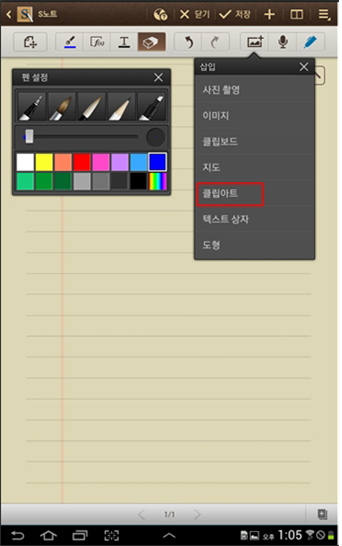 S노트
닫기
저장
f(x)
T
펜 설정
삽입
사진 촬영
이미지
클립보드
지도
클립아트
텍스트 상자
도형
1/1
오후 1:05